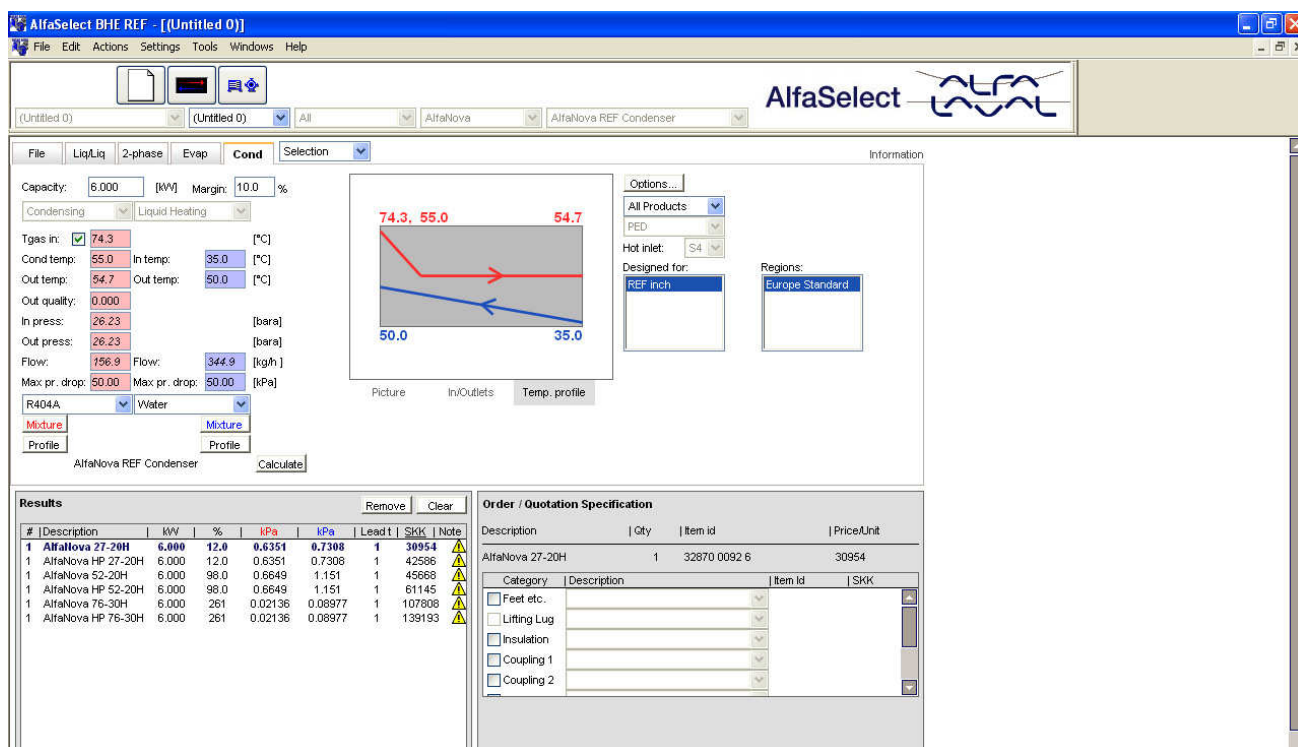 AlfaSelect BHE REF - [(Untitled 0)]
File Edit Actions Settings Tools Windows Help
AlfaSelect
ALFA
LAVAL
(Untitled 0) (Untitled 0) All AlfaNova AlfaNova REF Condenser
File Liq/Liq 2-phase Evap Cond Selection Information
Capacity: 6.000 [kW] Margin: 10.0 %
Condensing Liquid Heating
Tgas in: 74.3 [°C]
Cond temp: 55.0 In temp: 35.0 [°C]
Out temp: 54.7 Out temp: 50.0 [°C]
Out quality: 0.000
In press: 26.23 [bara]
Out press: 26.23 [bara]
Flow: 156.9 Flow: 344.9 [kg/h ]
Max pr. drop: 50.00 Max pr. drop: 50.00 [kPa]
R404A Water
Mixture Mixture
Profile Profile
AlfaNova REF Condenser Calculate
74.3, 55.0 54.7
50.0 35.0
Picture In/Outlets Temp. profile
Options...
All Products
PED
Hot inlet: S4
Designed for: Regions:
REF inch Europe Standard
Results Remove Clear
# |Description | kW | % | kPa | kPa | Lead t | SKK | Note
1 AlfaNova 27-20H 6.000 12.0 0.6351 0.7308 1 30954
1 AlfaNova HP 27-20H 6.000 12.0 0.6351 0.7308 1 42586
1 AlfaNova 52-20H 6.000 98.0 0.6649 1.151 1 45668
1 AlfaNova HP 52-20H 6.000 98.0 0.6649 1.151 1 61145
1 AlfaNova 76-30H 6.000 261 0.02136 0.08977 1 107808
1 AlfaNova HP 76-30H 6.000 261 0.02136 0.08977 1 139193
Order / Quotation Specification
Description | Qty | Item id | Price/Unit
AlfaNova 27-20H 1 32870 0092 6 30954
Category | Description | Item Id | SKK
Feet etc.
Lifting Lug
Insulation
Coupling 1
Coupling 2